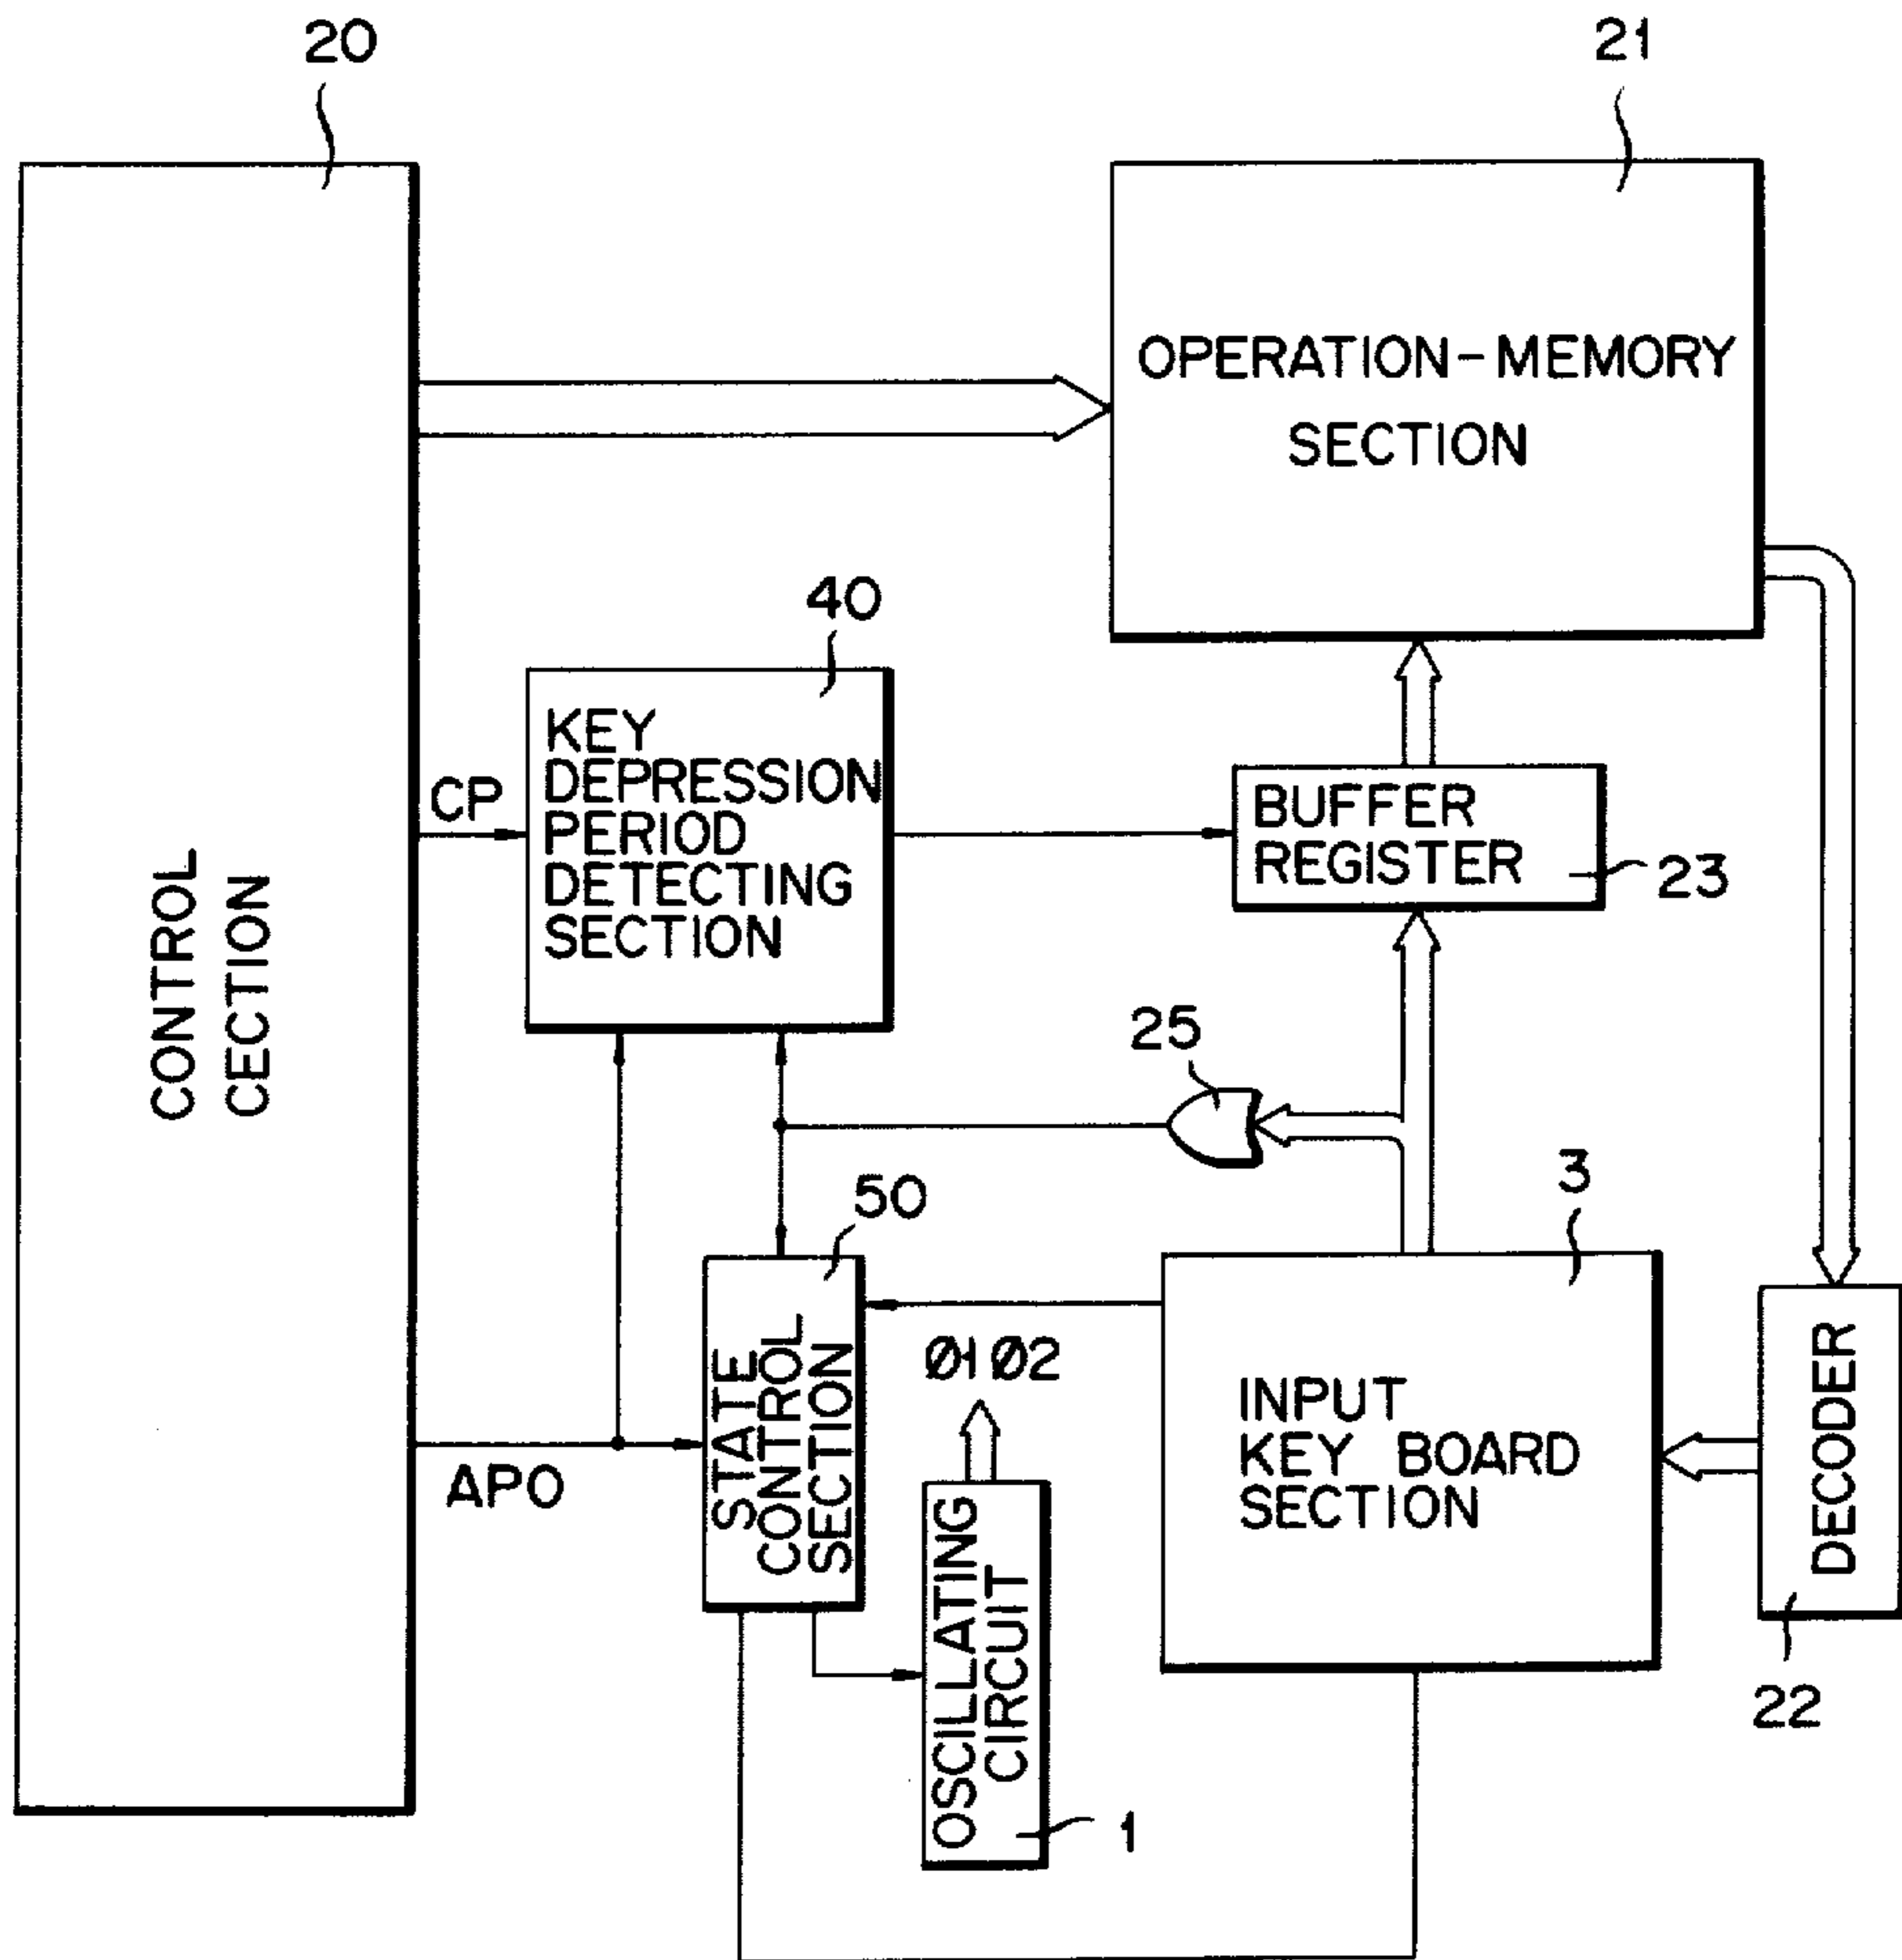 20
21
CONTROL
CECTION
OPERATION-MEMORY
SECTION
40
KEY
DEPRESSION
PERIOD
DETECTING
SECTION
CP
BUFFER
REGISTER
23
25
3
50
STATE
CONTROL
SECTION
Ø1 Ø2
APO
OSCILLATING
CIRCUIT
1
INPUT
KEY BOARD
SECTION
DECODER
22